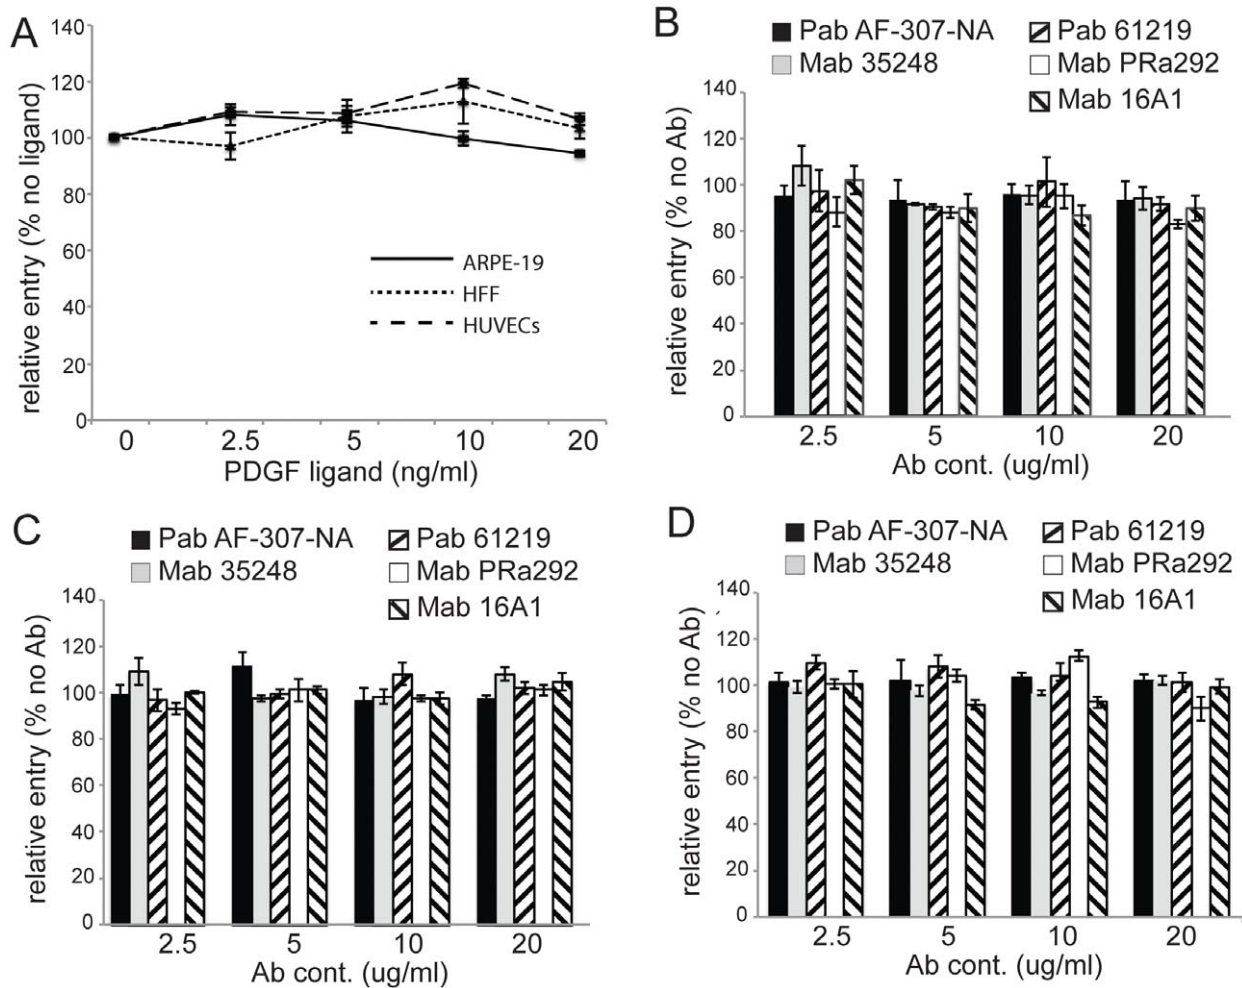 A
140
120
100
80
60
40
20
0
relative entry (% no ligand)
ARPE-19
HFF
HUVECs
0 2.5 5 10 20
PDGF ligand (ng/ml)
B
Pab AF-307-NA Pab 61219
Mab 35248 Mab PRa292
Mab 16A1
140
120
100
80
60
40
20
0
relative entry (% no Ab)
2.5 5 10 20
Ab cont. (ug/ml)
C
Pab AF-307-NA Pab 61219
Mab 35248 Mab PRa292
Mab 16A1
140
120
100
80
60
40
20
0
relative entry (% no Ab)
2.5 5 10 20
Ab cont. (ug/ml)
D
Pab AF-307-NA Pab 61219
Mab 35248 Mab PRa292
Mab 16A1
140
120
100
80
60
40
20
0
relative entry (% no Ab)
2.5 5 10 20
Ab cont. (ug/ml)